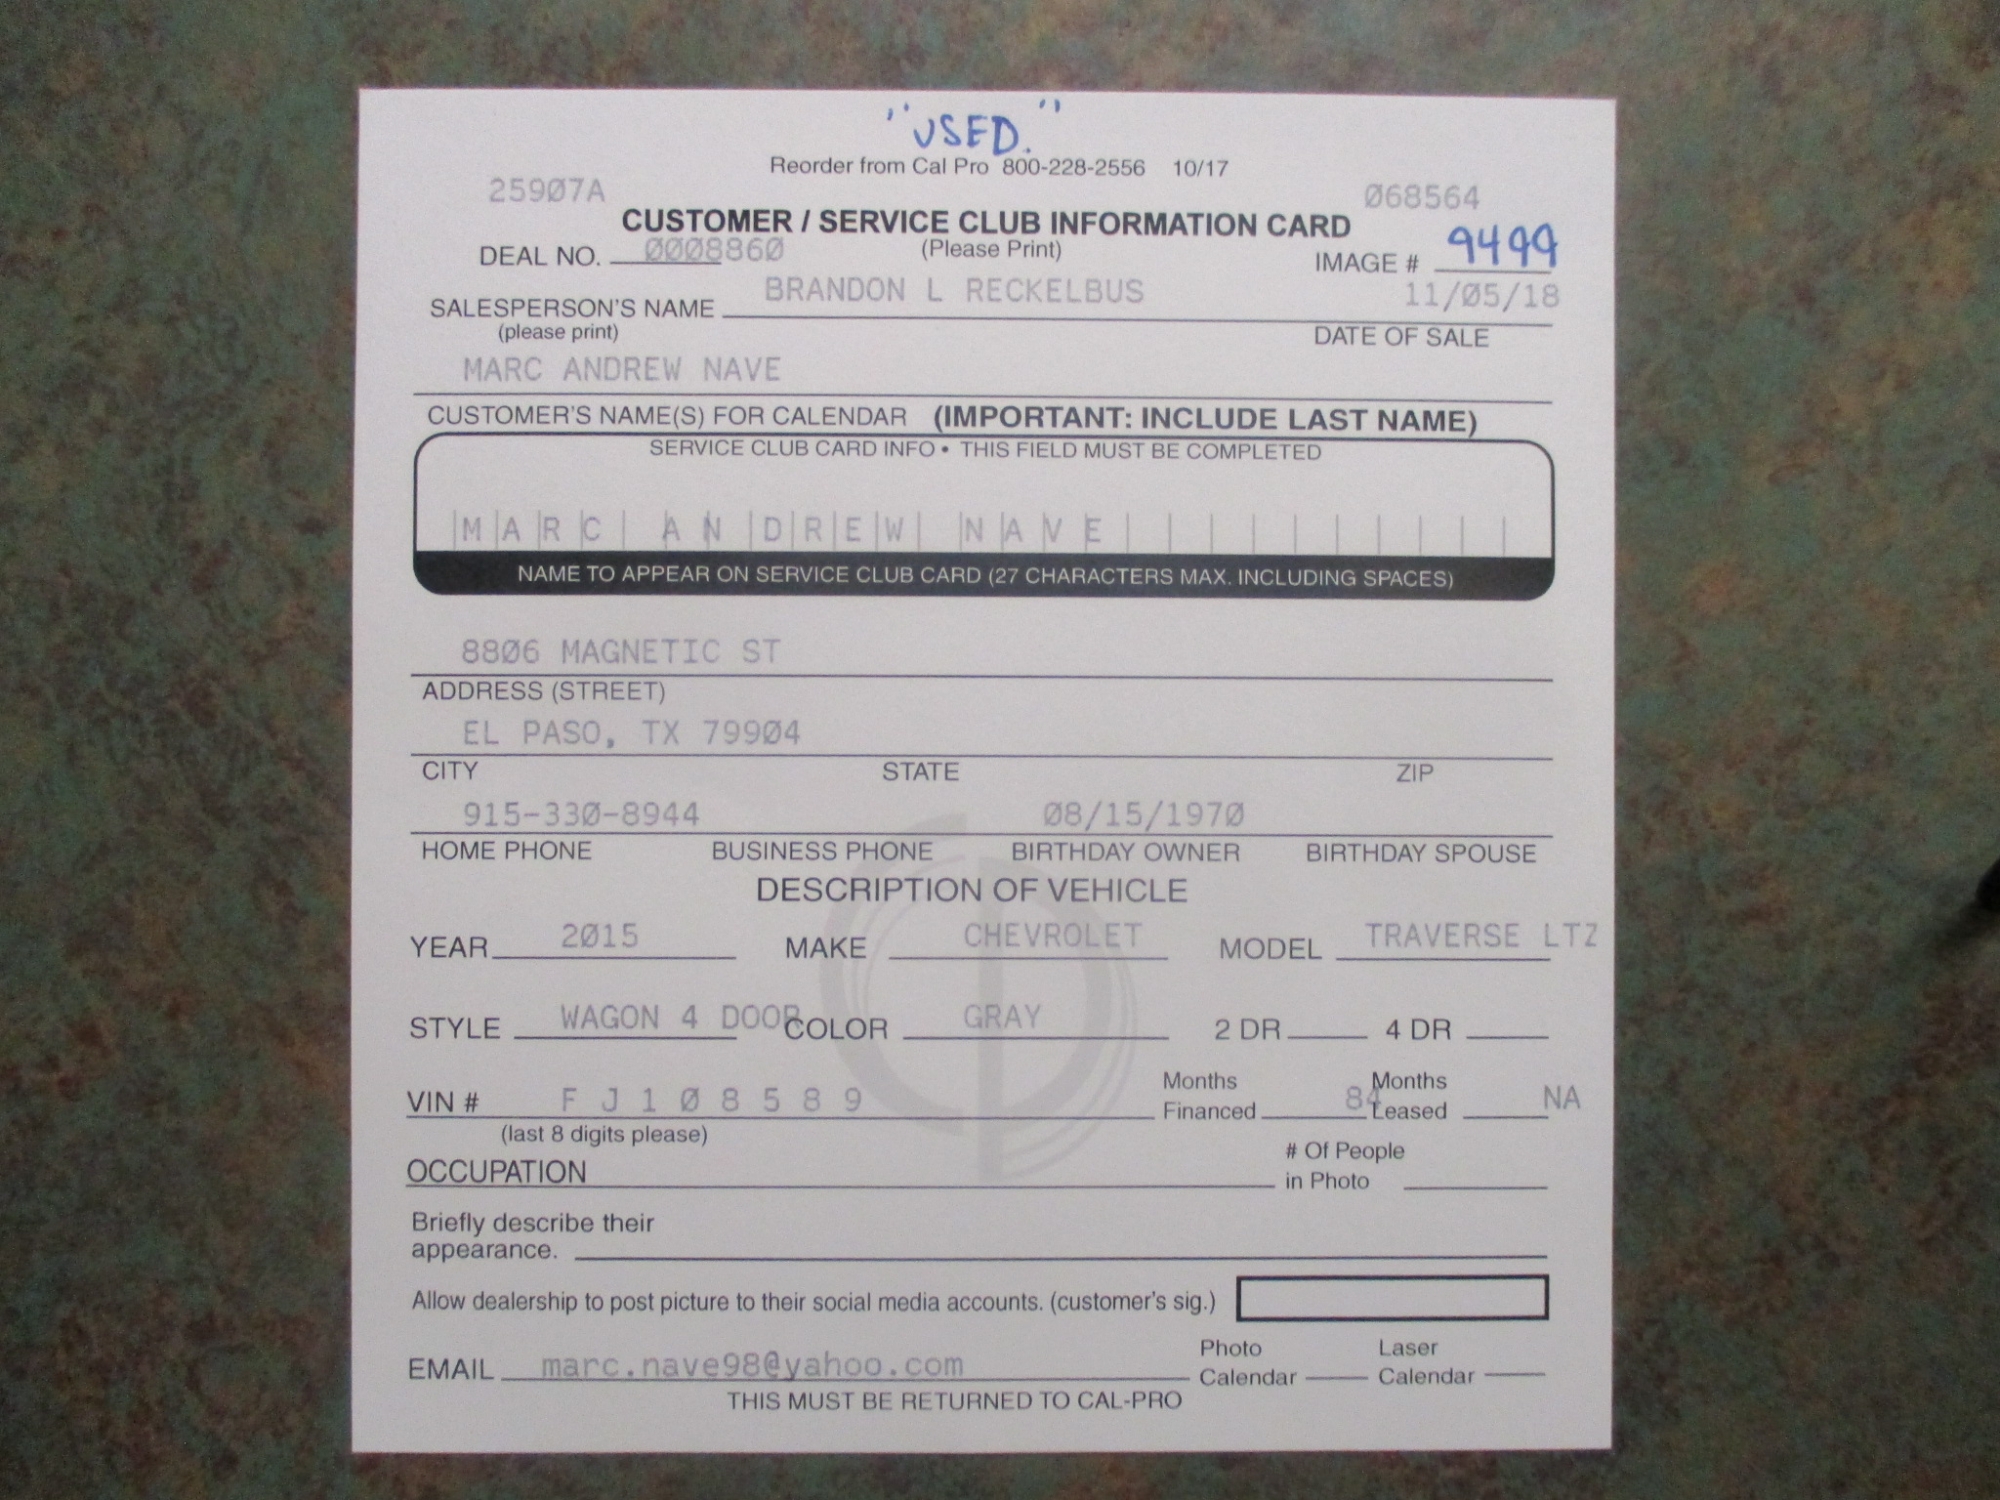 "USED."
Reorder from Cal Pro 800-228-2556 10/17
25907A 068564
CUSTOMER / SERVICE CLUB INFORMATION CARD
DEAL NO. 0008860 (Please Print) IMAGE # 9499
SALESPERSON'S NAME BRANDON L RECKELBUS 11/05/18
(please print) DATE OF SALE
MARC ANDREW NAVE
CUSTOMER'S NAME(S) FOR CALENDAR (IMPORTANT: INCLUDE LAST NAME)
SERVICE CLUB CARD INFO • THIS FIELD MUST BE COMPLETED
MARC ANDREW NAVE
NAME TO APPEAR ON SERVICE CLUB CARD (27 CHARACTERS MAX. INCLUDING SPACES)
8806 MAGNETIC ST
ADDRESS (STREET)
EL PASO, TX 79904
CITY STATE ZIP
915-330-8944 08/15/1970
HOME PHONE BUSINESS PHONE BIRTHDAY OWNER BIRTHDAY SPOUSE
DESCRIPTION OF VEHICLE
YEAR 2015 MAKE CHEVROLET MODEL TRAVERSE LTZ
STYLE WAGON 4 DOOR COLOR GRAY 2 DR 4 DR
VIN # F J 1 0 8 5 8 9 Months Financed 84 Months Leased NA
(last 8 digits please)
OCCUPATION # Of People in Photo
Briefly describe their
appearance.
Allow dealership to post picture to their social media accounts. (customer's sig.)
EMAIL marc.nave98@yahoo.com Photo Calendar Laser Calendar
THIS MUST BE RETURNED TO CAL-PRO